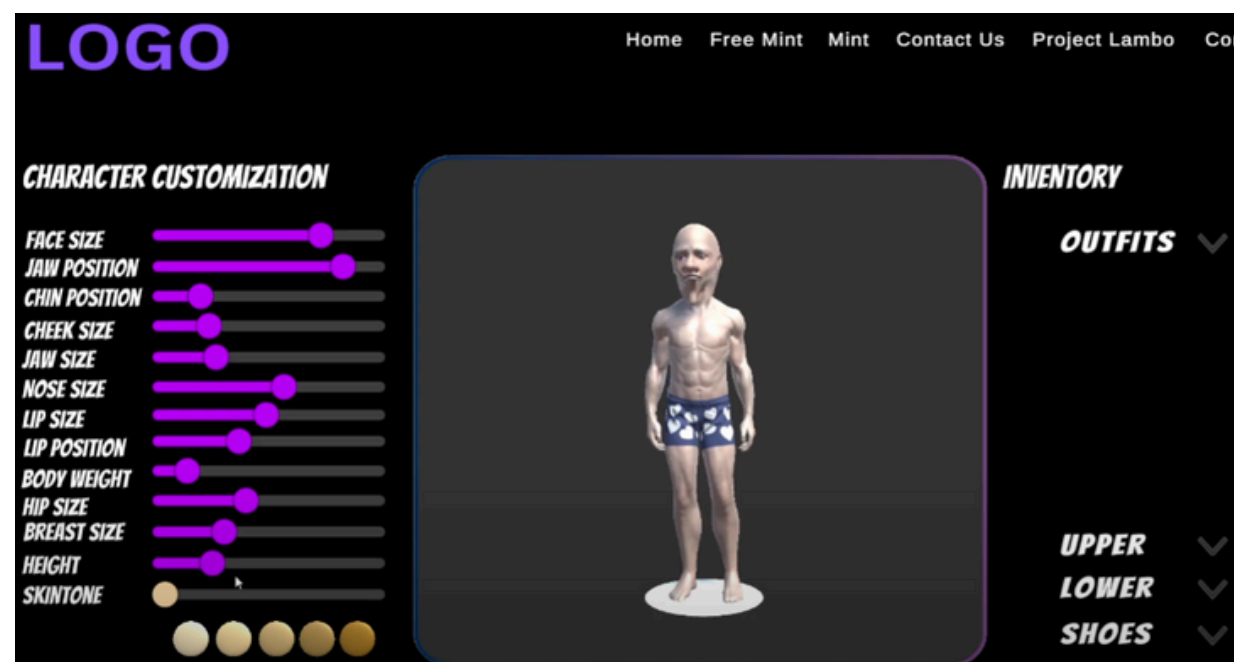 LOGO
Home Free Mint Mint Contact Us Project Lambo
CHARACTER CUSTOMIZATION
FACE SIZE
JAW POSITION
CHIN POSITION
CHEEK SIZE
JAW SIZE
NOSE SIZE
LIP SIZE
LIP POSITION
BODY WEIGHT
HIP SIZE
BREAST SIZE
HEIGHT
SKINTONE
INVENTORY
OUTFITS
UPPER
LOWER
SHOES